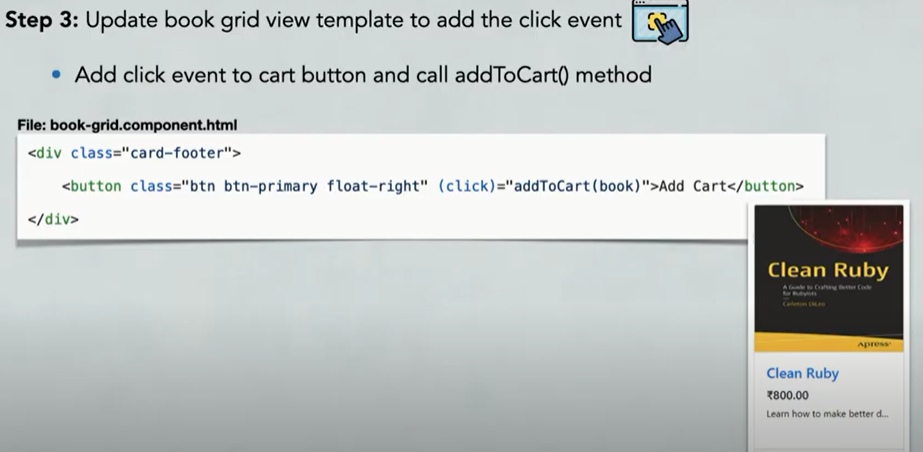 Step 3: Update book grid view template to add the click event
• Add click event to cart button and call addToCart() method
File: book-grid.component.html
<div class="card-footer">
<button class="btn btn-primary float-right" (click)="addToCart(book)">Add Cart</button>
</div>
Clean Ruby
A Guide to Crafting Better Code
for Rubyists
Carleton DiLeo
Apress®
Clean Ruby
₹800.00
Learn how to make better d...